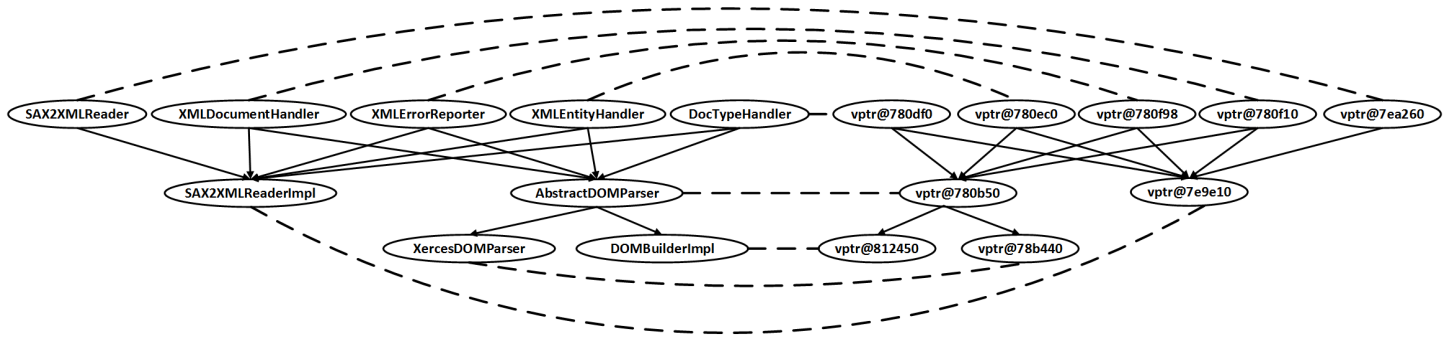 SAX2XMLReader
XMLDocumentHandler
XMLErrorReporter
XMLEntityHandler
DocTypeHandler
vptr@780df0
vptr@780ec0
vptr@780f98
vptr@780f10
vptr@7ea260
SAX2XMLReaderImpl
AbstractDOMParser
vptr@780b50
vptr@7e9e10
XercesDOMParser
DOMBuilderImpl
vptr@812450
vptr@78b440